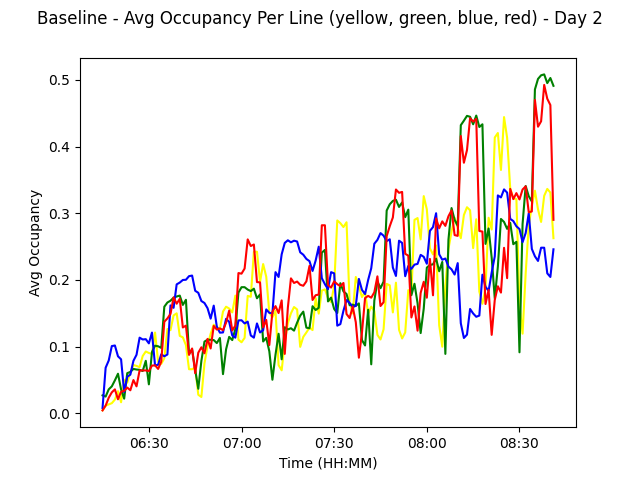 Baseline - Avg Occupancy Per Line (yellow, green, blue, red) - Day 2
0.5
0.4
0.3
0.2
0.1
0.0
Avg Occupancy
06:30 07:00 07:30 08:00 08:30
Time (HH:MM)